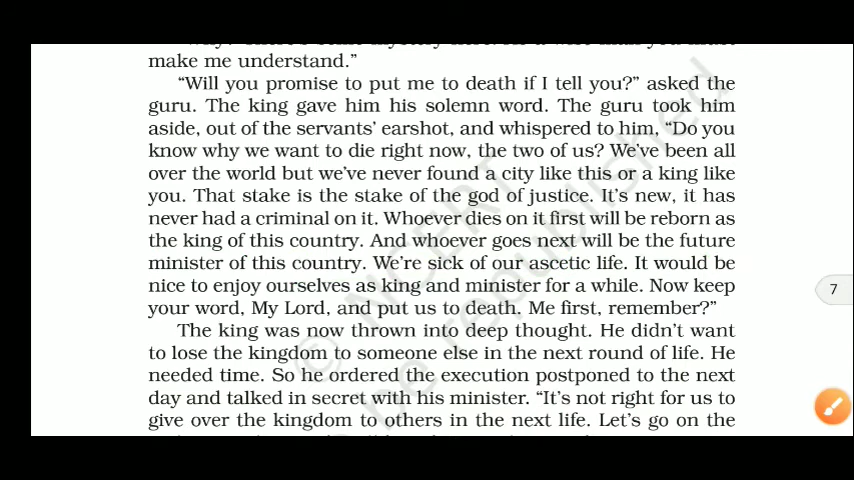 make me understand.”
“Will you promise to put me to death if I tell you?” asked the
guru. The king gave him his solemn word. The guru took him
aside, out of the servants’ earshot, and whispered to him, “Do you
know why we want to die right now, the two of us? We’ve been all
over the world but we’ve never found a city like this or a king like
you. That stake is the stake of the god of justice. It’s new, it has
never had a criminal on it. Whoever dies on it first will be reborn as
the king of this country. And whoever goes next will be the future
minister of this country. We’re sick of our ascetic life. It would be
nice to enjoy ourselves as king and minister for a while. Now keep
your word, My Lord, and put us to death. Me first, remember?”
The king was now thrown into deep thought. He didn’t want
to lose the kingdom to someone else in the next round of life. He
needed time. So he ordered the execution postponed to the next
day and talked in secret with his minister. “It’s not right for us to
give over the kingdom to others in the next life. Let’s go on the
7
© NCERT
be republished